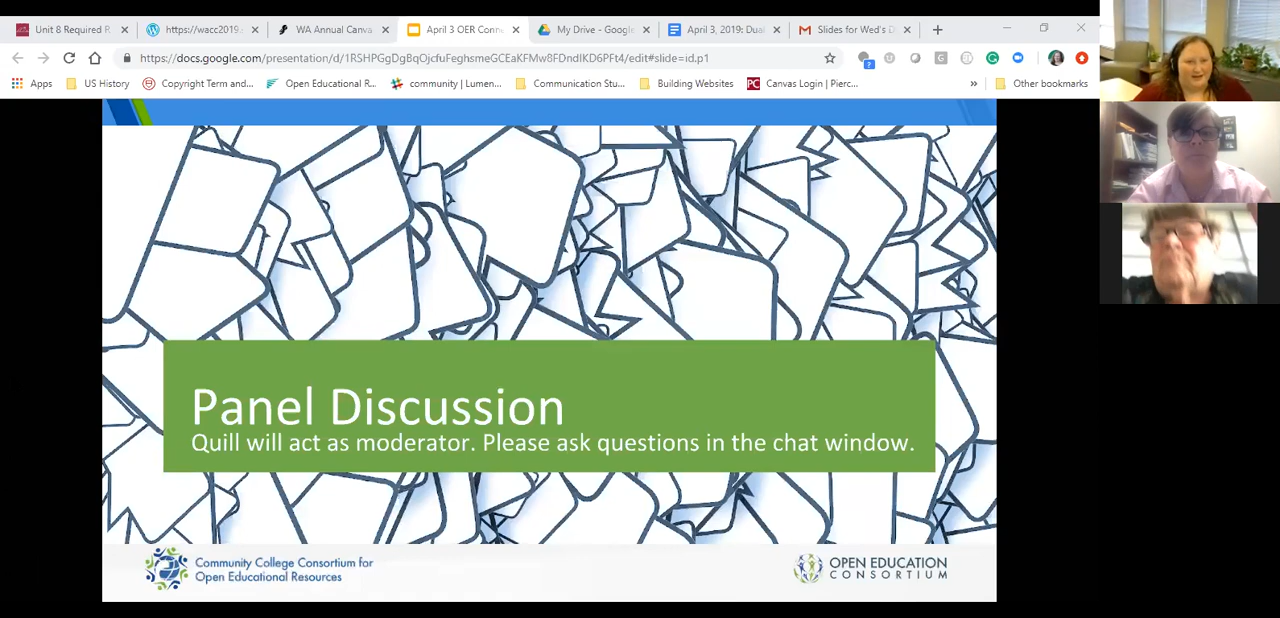 Unit 8 Required R
https://wacc2019
WA Annual Canva
April 3 OER Conn
My Drive - Google
April 3, 2019: Dual
Slides for Wed's D
https://docs.google.com/presentation/d/
/edit#slide=id.p1
Apps
US History
Copyright Term and...
Open Educational R...
community | Lumen...
Communication Stu...
Building Websites
Canvas Login | Pierc...
»
Other bookmarks
Panel Discussion
Quill will act as moderator. Please ask questions in the chat window.
Community College Consortium for
Open Educational Resources
OPEN EDUCATION
CONSORTIUM